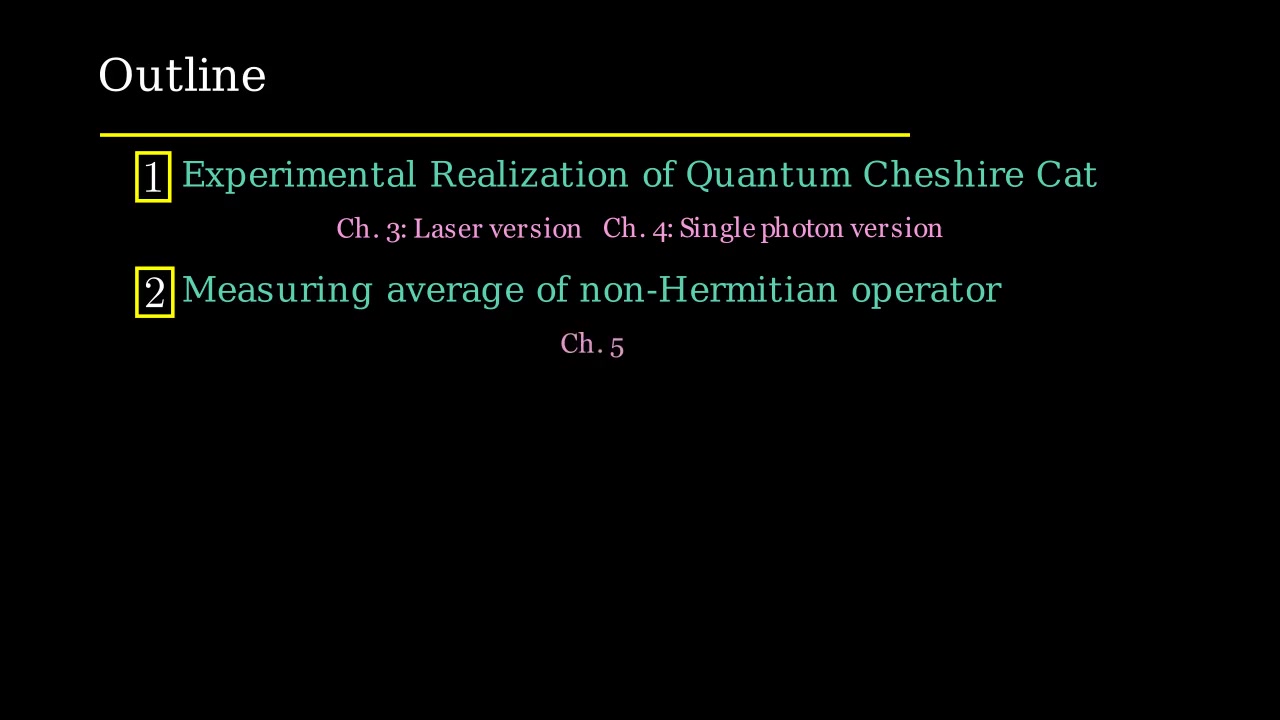 Outline
1 Experimental Realization of Quantum Cheshire Cat
Ch. 3: Laser version Ch. 4: Single photon version
2 Measuring average of non-Hermitian operator
Ch. 5